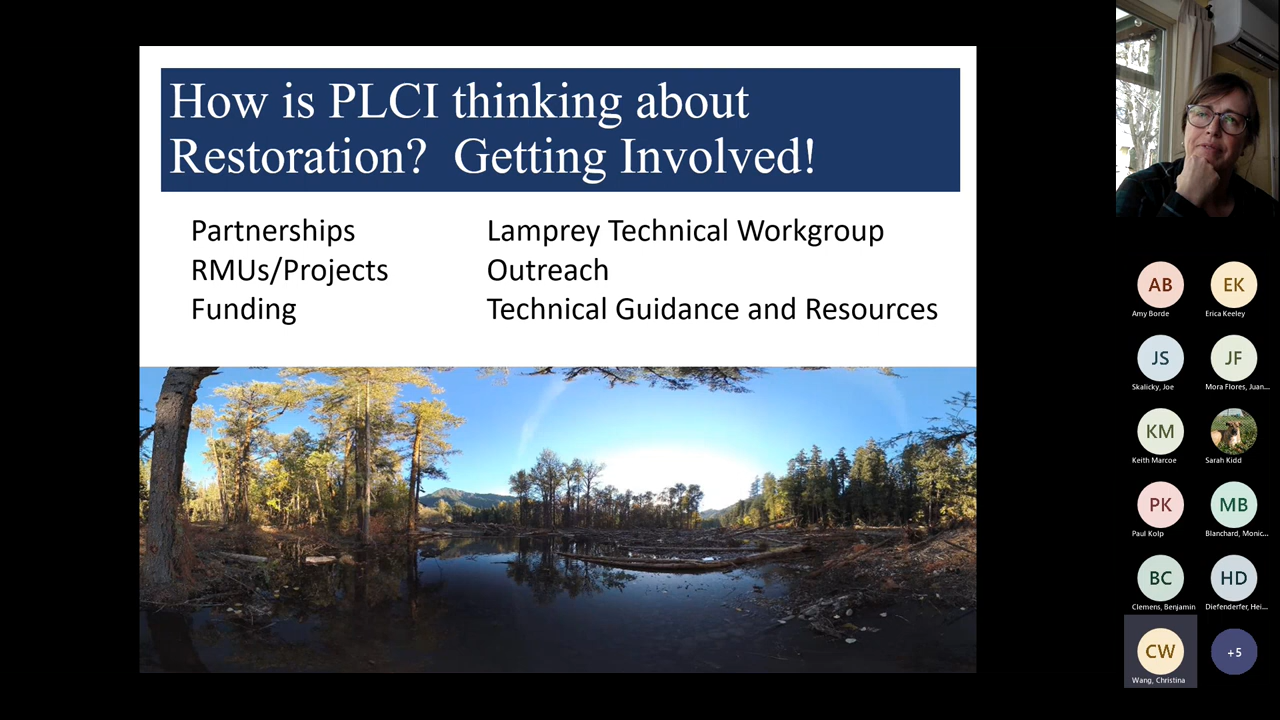 How is PLCI thinking about
Restoration?  Getting Involved!
Partnerships
RMUs/Projects
Funding
Lamprey Technical Workgroup
Outreach
Technical Guidance and Resources
AB
Amy Borde
EK
Erica Keeley
JS
Skalicky, Joe
JF
Mora Flores, Juan...
KM
Keith Marcoe
Sarah Kidd
PK
Paul Kolp
MB
Blanchard, Monic...
BC
Clemens, Benjamin
HD
Diefenderfer, Hei...
CW
Wang, Christina
+5